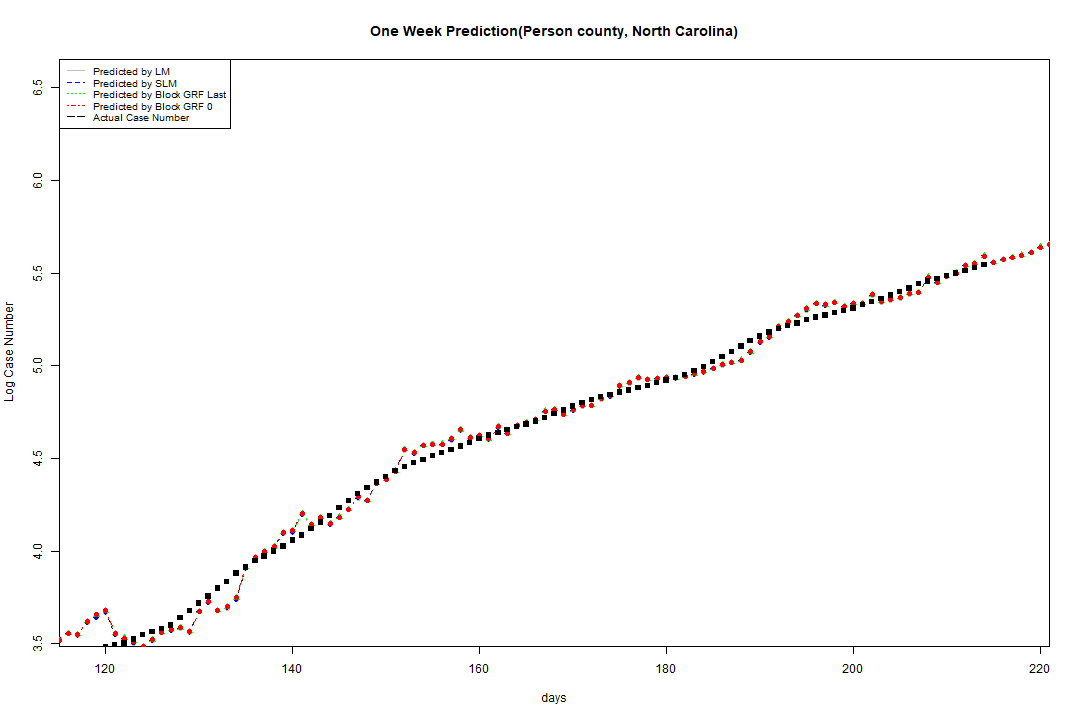 One Week Prediction(Person county, North Carolina)
Predicted by LM
Predicted by SLM
Predicted by Block GRF Last
Predicted by Block GRF 0
Actual Case Number
6.5
6.0
5.5
5.0
4.5
4.0
3.5
Log Case Number
120 140 160 180 200 220
days